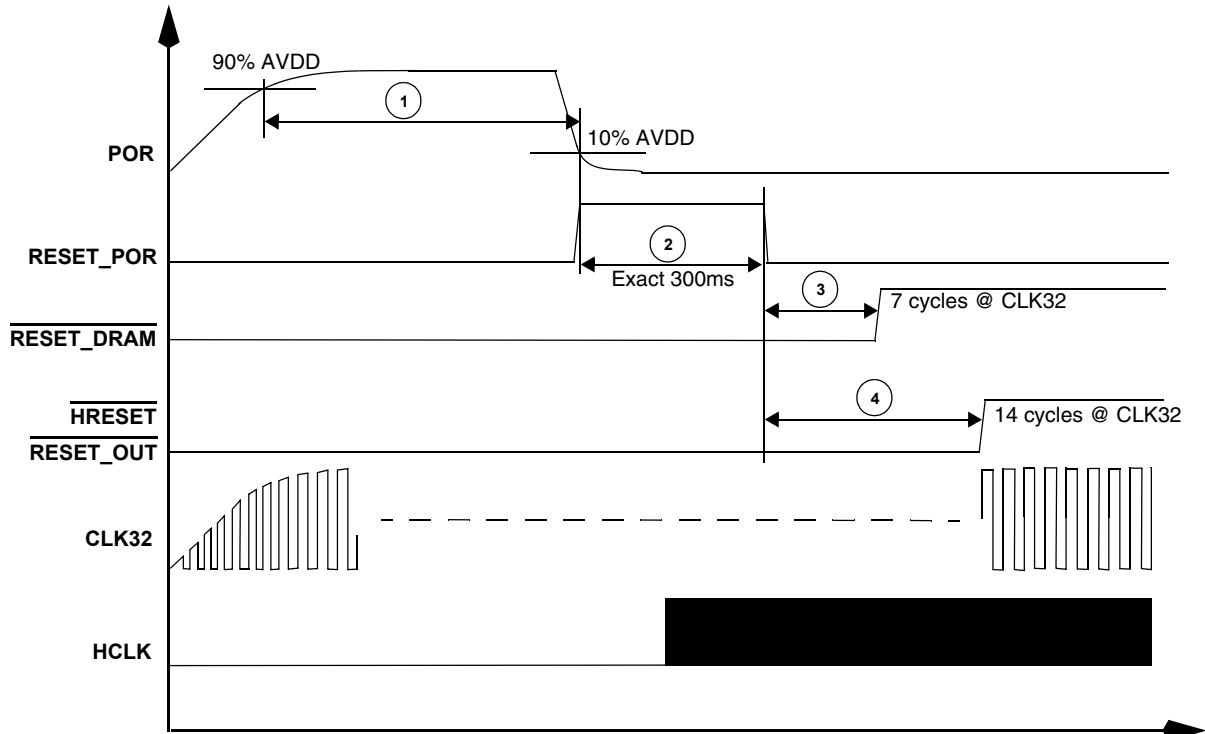 90% AVDD
1
10% AVDD
POR
2
RESET_POR
Exact 300ms
3
7 cycles @ CLK32
RESET_DRAM
4
HRESET
14 cycles @ CLK32
RESET_OUT
CLK32
HCLK